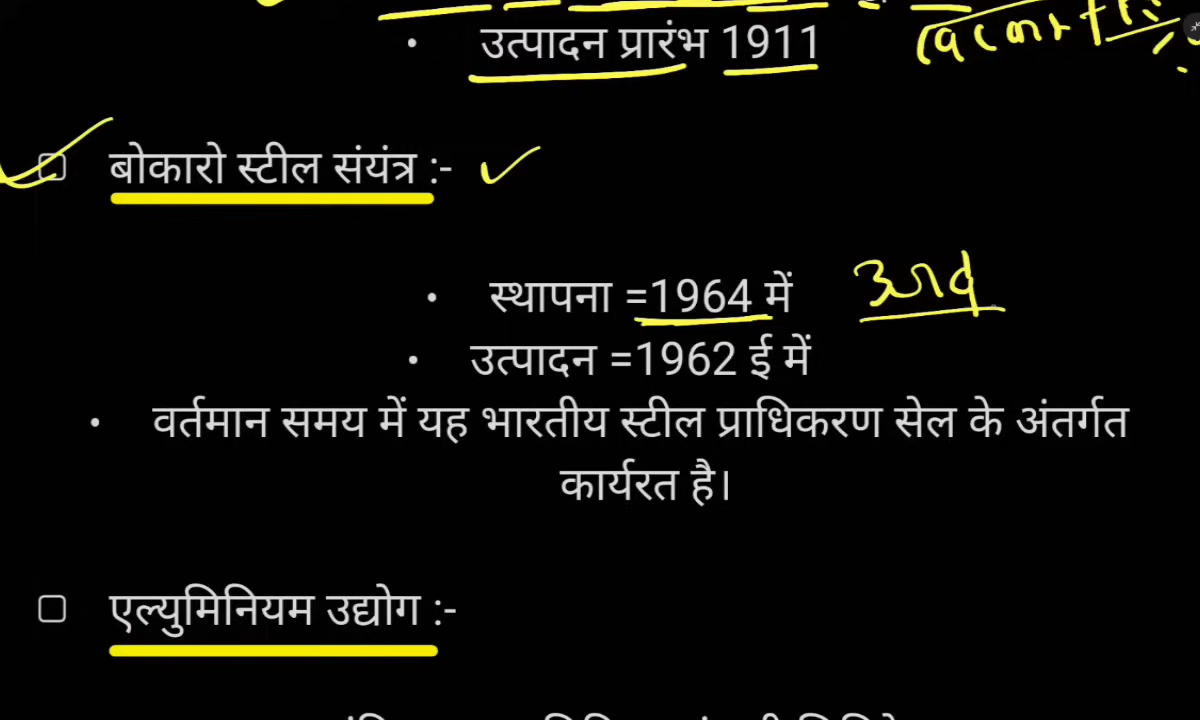 • उत्पादन प्रारंभ 1911
बोकारो स्टील संयंत्र :-
• स्थापना =1964 में 3rd
• उत्पादन =1962 ई में
• वर्तमान समय में यह भारतीय स्टील प्राधिकरण सेल के अंतर्गत
कार्यरत है।
एल्युमिनियम उद्योग :-